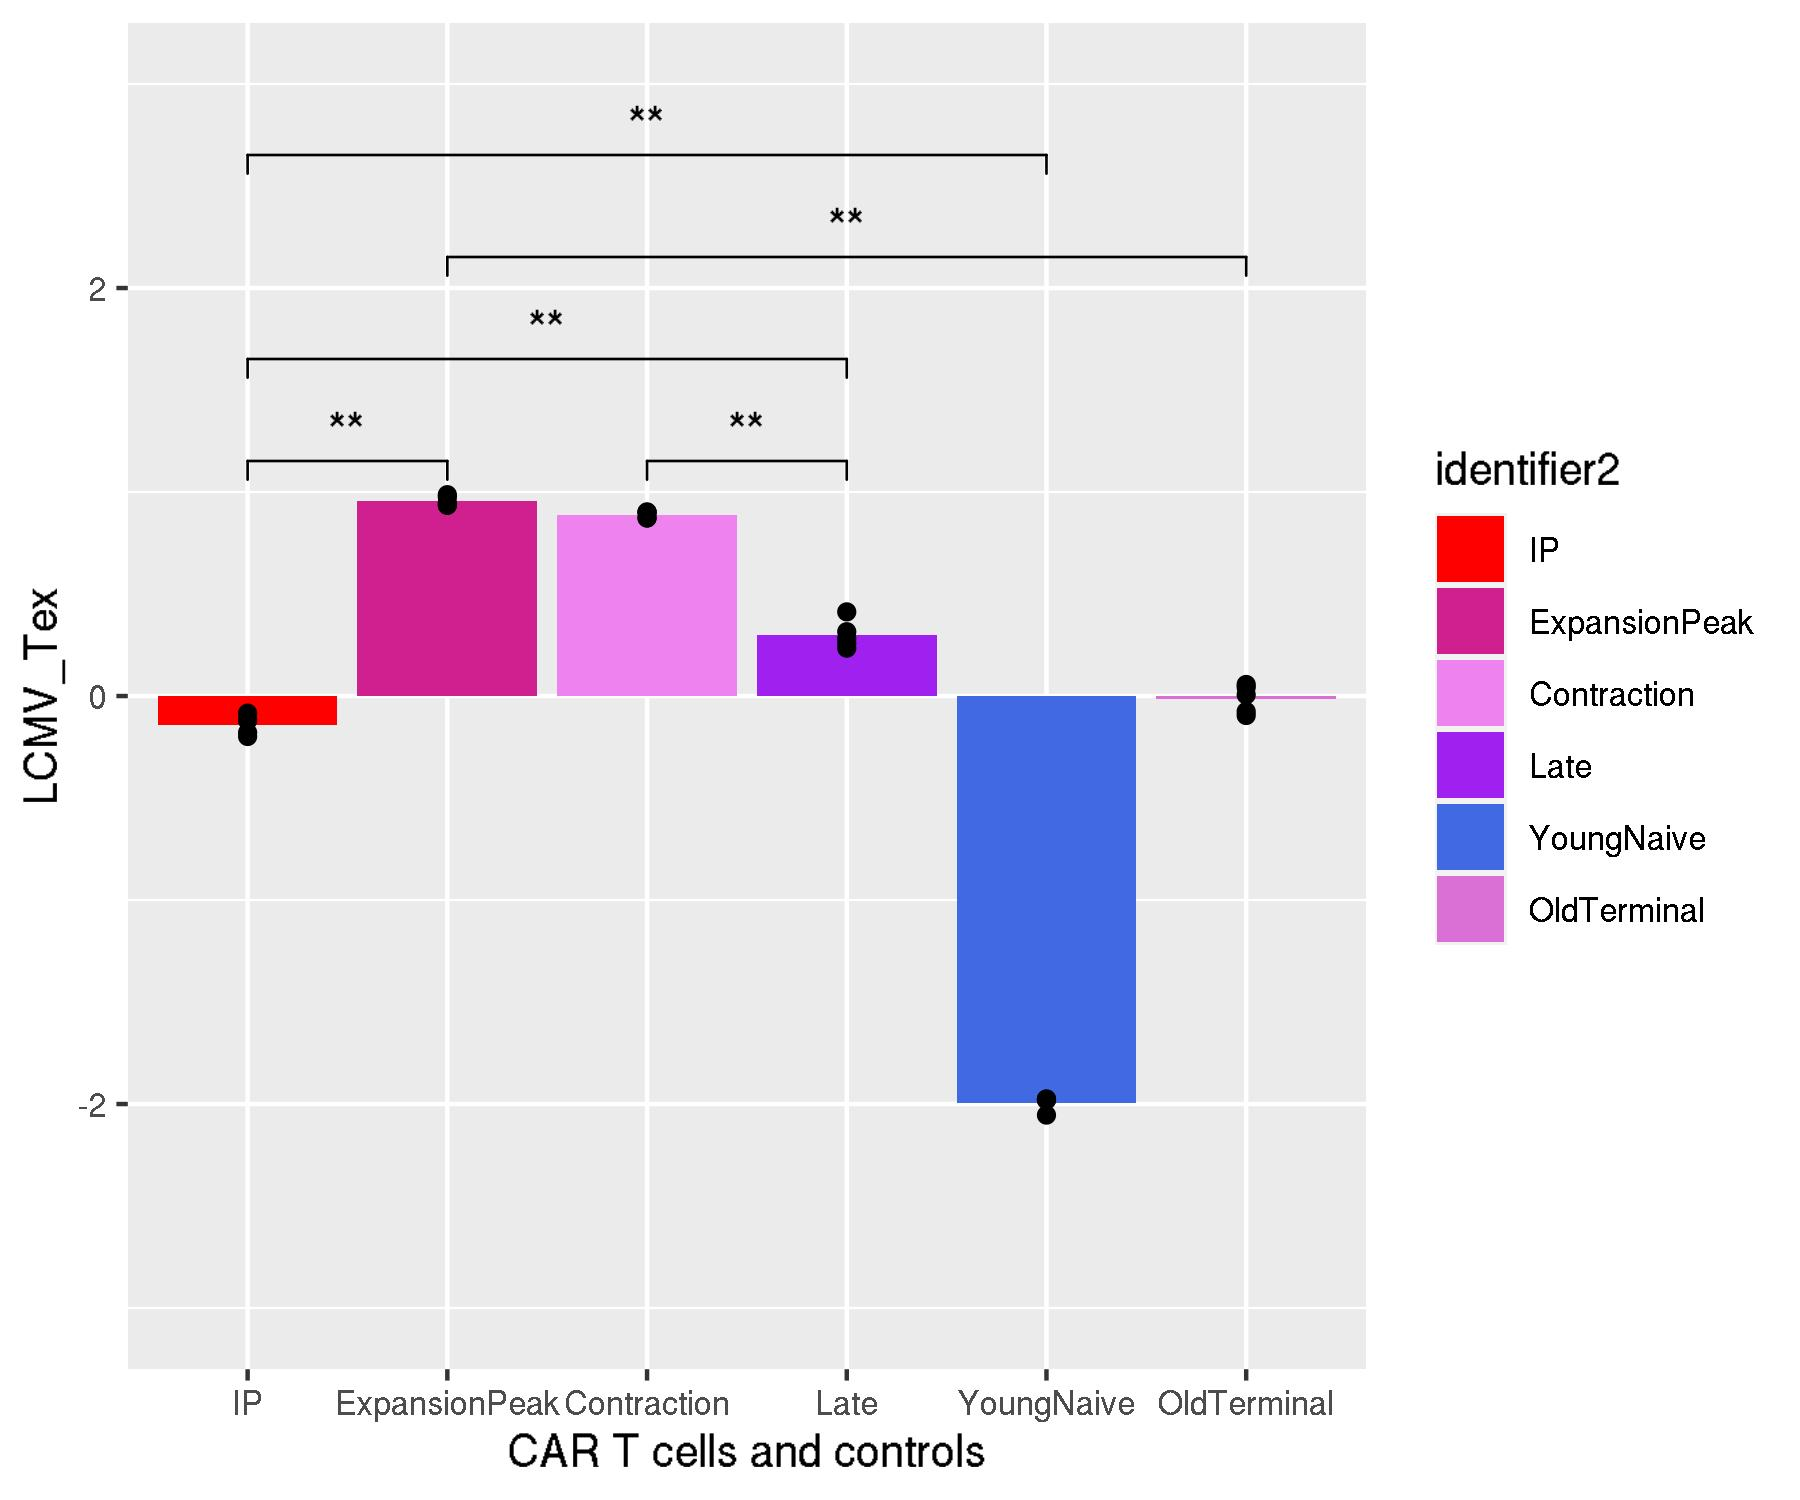 **
**
**
** **
2
0
-2
LCMV_Tex
IP ExpansionPeak Contraction Late YoungNaive OldTerminal
CAR T cells and controls
identifier2
IP
ExpansionPeak
Contraction
Late
YoungNaive
OldTerminal